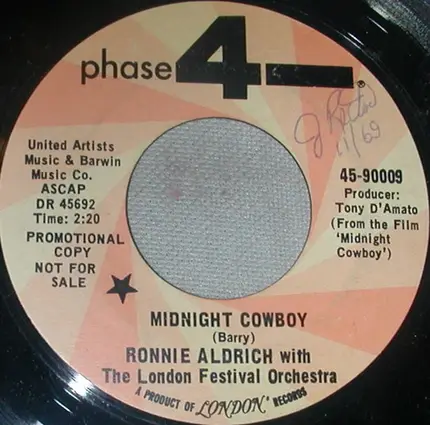 phase 4
®
United Artists
Music & Barwin
Music Co.
ASCAP
DR 45692
Time: 2:20
PROMOTIONAL
COPY
NOT FOR
SALE
11/69
45-90009
Producer:
Tony D'Amato
(From the Film
'Midnight
Cowboy')
MIDNIGHT COWBOY
(Barry)
RONNIE ALDRICH with
The London Festival Orchestra
A PRODUCT OF LONDON® RECORDS